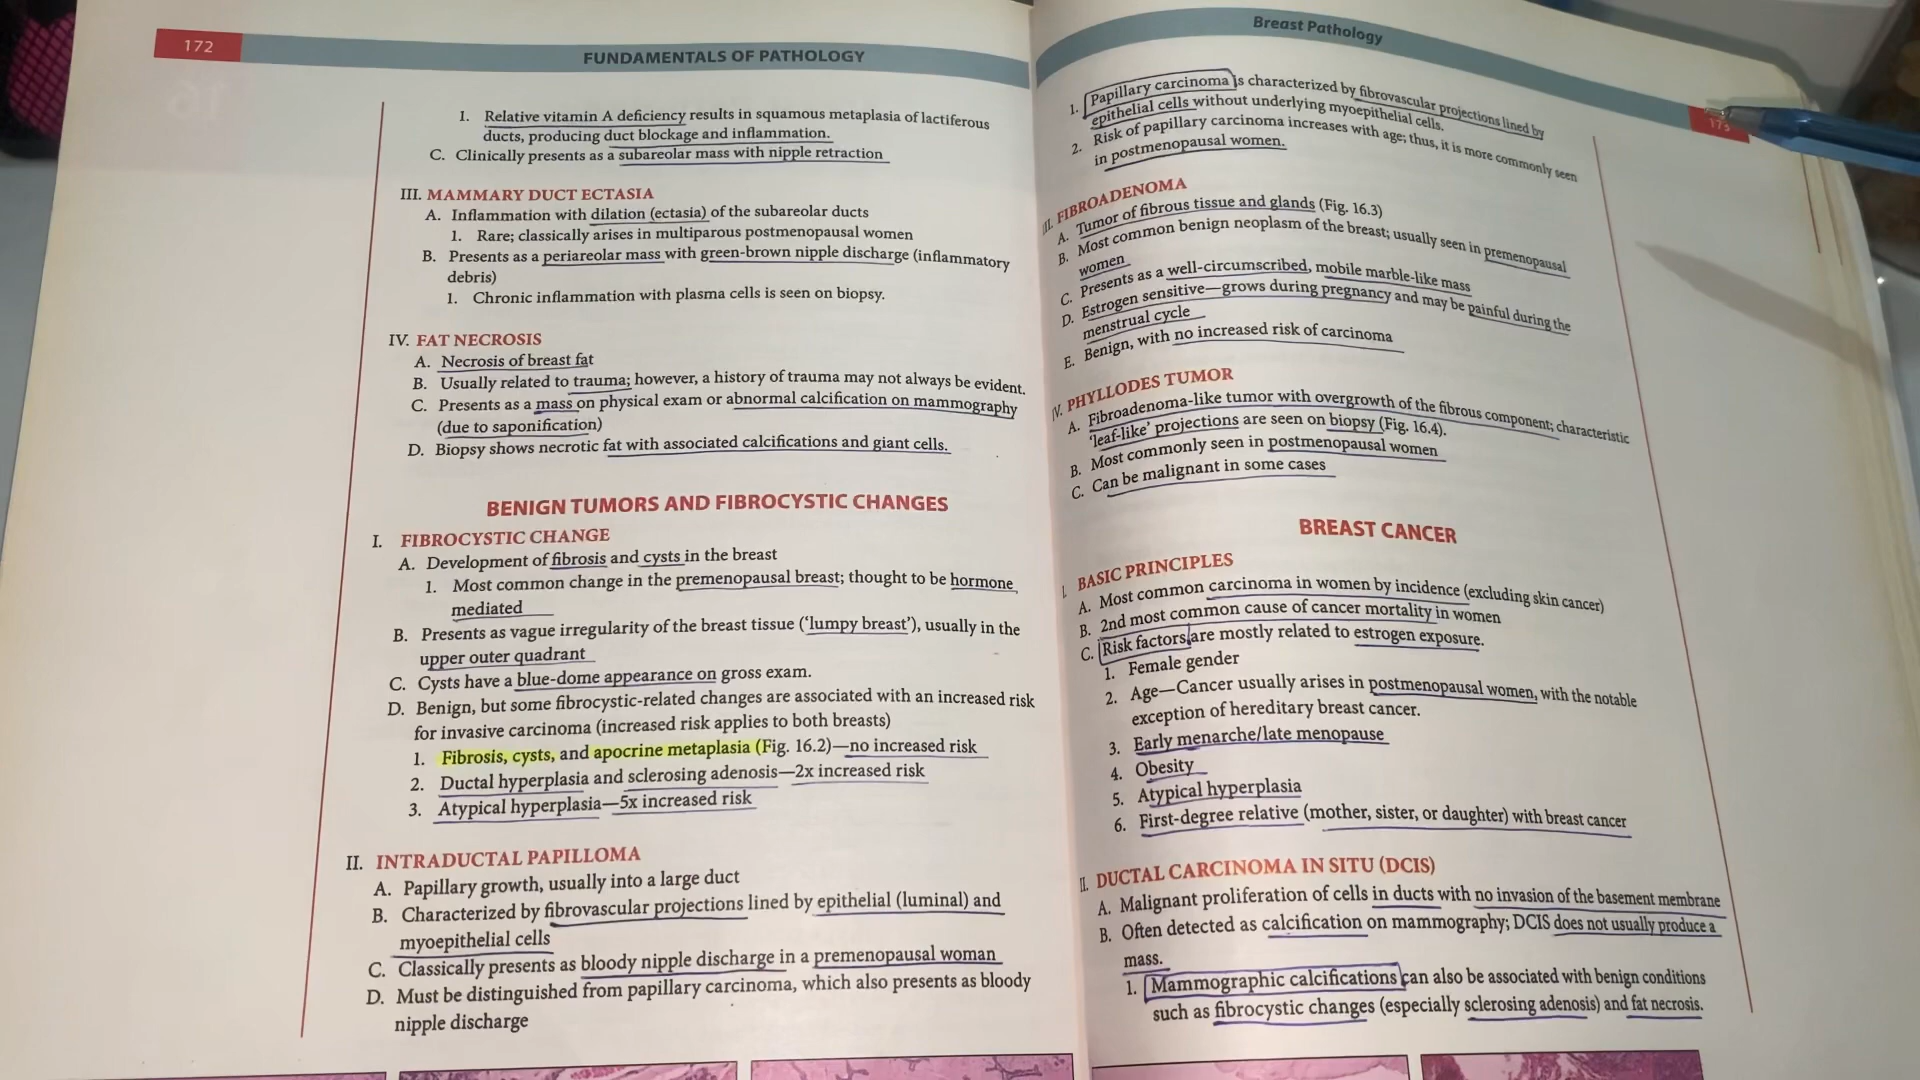 172
FUNDAMENTALS OF PATHOLOGY
1. Relative vitamin A deficiency results in squamous metaplasia of lactiferous
ducts, producing duct blockage and inflammation.
C. Clinically presents as a subareolar mass with nipple retraction
III. MAMMARY DUCT ECTASIA
A. Inflammation with dilation (ectasia) of the subareolar ducts
1. Rare; classically arises in multiparous postmenopausal women
B. Presents as a periareolar mass with green-brown nipple discharge (inflammatory
debris)
1. Chronic inflammation with plasma cells is seen on biopsy.
IV. FAT NECROSIS
A. Necrosis of breast fat
B. Usually related to trauma; however, a history of trauma may not always be evident.
C. Presents as a mass on physical exam or abnormal calcification on mammography
(due to saponification)
D. Biopsy shows necrotic fat with associated calcifications and giant cells.
BENIGN TUMORS AND FIBROCYSTIC CHANGES
I. FIBROCYSTIC CHANGE
A. Development of fibrosis and cysts in the breast
1. Most common change in the premenopausal breast; thought to be hormone
mediated
B. Presents as vague irregularity of the breast tissue (‘lumpy breast’), usually in the
upper outer quadrant
C. Cysts have a blue-dome appearance on gross exam.
D. Benign, but some fibrocystic-related changes are associated with an increased risk
for invasive carcinoma (increased risk applies to both breasts)
1. Fibrosis, cysts, and apocrine metaplasia (Fig. 16.2)—no increased risk
2. Ductal hyperplasia and sclerosing adenosis—2x increased risk
3. Atypical hyperplasia—5x increased risk
II. INTRADUCTAL PAPILLOMA
A. Papillary growth, usually into a large duct
B. Characterized by fibrovascular projections lined by epithelial (luminal) and
myoepithelial cells
C. Classically presents as bloody nipple discharge in a premenopausal woman
D. Must be distinguished from papillary carcinoma, which also presents as bloody
nipple discharge
Breast Pathology
173
1. Papillary carcinoma is characterized by fibrovascular projections lined by
epithelial cells without underlying myoepithelial cells.
2. Risk of papillary carcinoma increases with age; thus, it is more commonly seen
in postmenopausal women.
III. FIBROADENOMA
A. Tumor of fibrous tissue and glands (Fig. 16.3)
B. Most common benign neoplasm of the breast; usually seen in premenopausal
women
C. Presents as a well-circumscribed, mobile marble-like mass
D. Estrogen sensitive—grows during pregnancy and may be painful during the
menstrual cycle
E. Benign, with no increased risk of carcinoma
IV. PHYLLODES TUMOR
A. Fibroadenoma-like tumor with overgrowth of the fibrous component; characteristic
‘leaf-like’ projections are seen on biopsy (Fig. 16.4).
B. Most commonly seen in postmenopausal women
C. Can be malignant in some cases
BREAST CANCER
I. BASIC PRINCIPLES
A. Most common carcinoma in women by incidence (excluding skin cancer)
B. 2nd most common cause of cancer mortality in women
C. Risk factors are mostly related to estrogen exposure.
1. Female gender
2. Age—Cancer usually arises in postmenopausal women, with the notable
exception of hereditary breast cancer.
3. Early menarche/late menopause
4. Obesity
5. Atypical hyperplasia
6. First-degree relative (mother, sister, or daughter) with breast cancer
II. DUCTAL CARCINOMA IN SITU (DCIS)
A. Malignant proliferation of cells in ducts with no invasion of the basement membrane
B. Often detected as calcification on mammography; DCIS does not usually produce a
mass.
1. Mammographic calcifications can also be associated with benign conditions
such as fibrocystic changes (especially sclerosing adenosis) and fat necrosis.